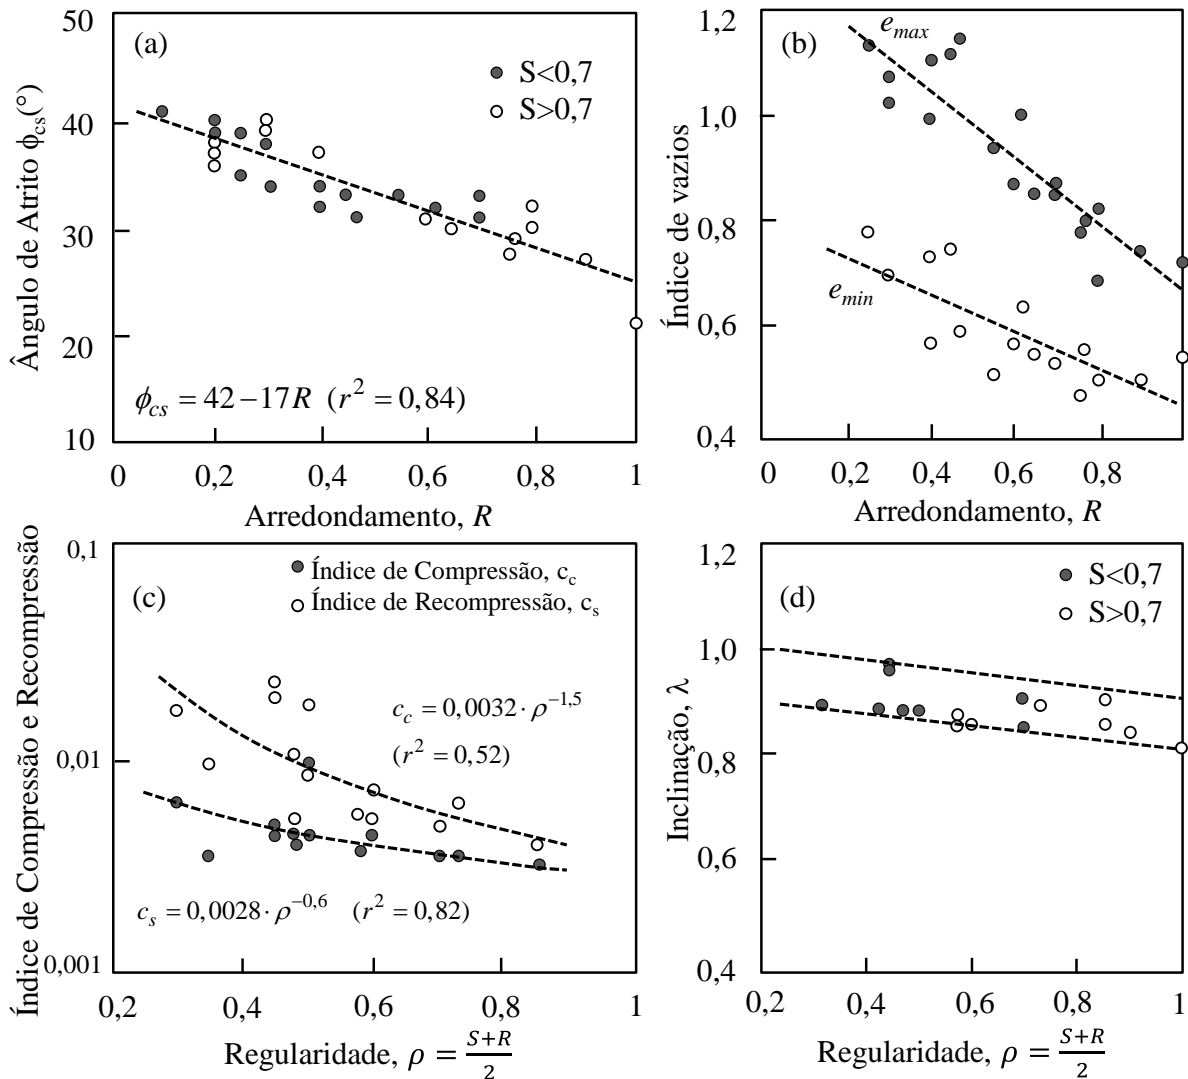 (a)
50
40
30
20
10
S<0,7
S>0,7
ϕcs = 42 − 17R (r² = 0,84)
0 0,2 0,4 0,6 0,8 1
Arredondamento, R
Ângulo de Atrito ϕcs(°)
(b)
1,2
1,0
0,8
0,6
0,4
emax
emin
0 0,2 0,4 0,6 0,8
Arredondamento, R
Índice de vazios
(c)
0,1
0,01
0,001
Índice de Compressão, cc
Índice de Recompressão, cs
cc = 0,0032 · ρ^−1,5
(r² = 0,52)
cs = 0,0028 · ρ^−0,6 (r² = 0,82)
0,2 0,4 0,6 0,8 1
Regularidade, ρ = (S+R)/2
Índice de Compressão e Recompressão
(d)
1,2
1,0
0,8
0,6
0,4
S<0,7
S>0,7
0,2 0,4 0,6 0,8 1
Regularidade, ρ = (S+R)/2
Inclinação, λ